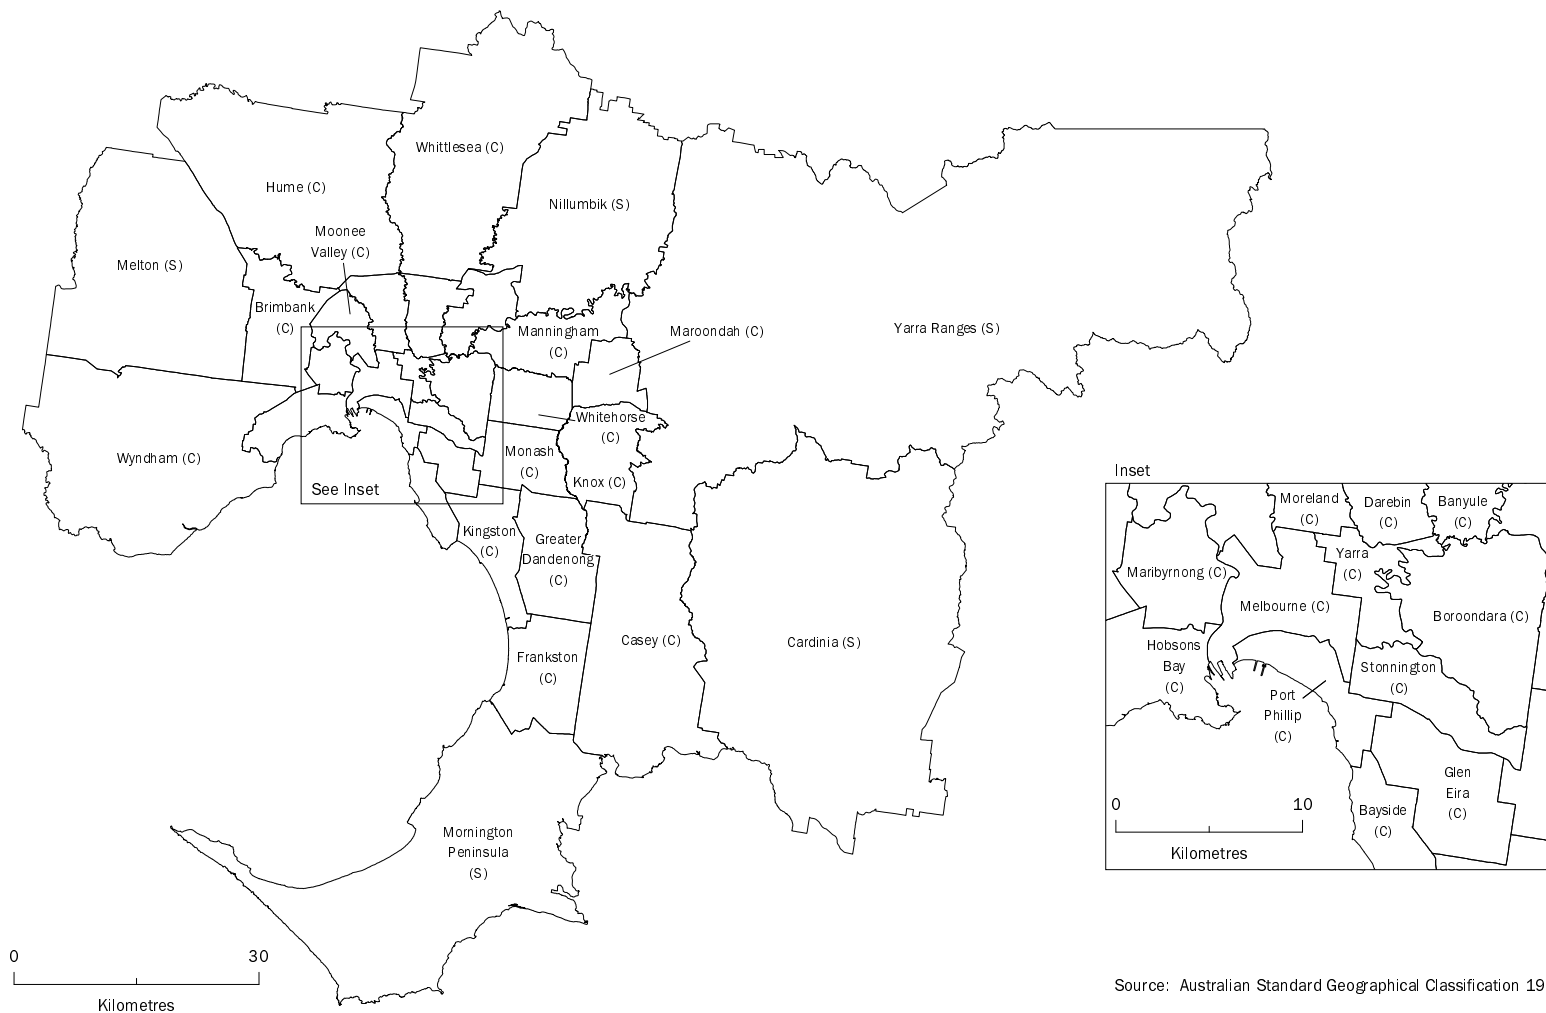 Whittlesea (C)
Hume (C)
Nillumbik (S)
Moonee
Valley (C)
Melton (S)
Brimbank
(C)
Manningham
(C)
Maroondah (C)
Yarra Ranges (S)
Whitehorse
(C)
Wyndham (C)
Monash
(C)
Knox (C)
See Inset
Kingston
(C)
Greater
Dandenong
(C)
Casey (C)
Cardinia (S)
Frankston
(C)
Mornington
Peninsula
(S)
0 30
Kilometres
Inset
Moreland
(C)
Darebin
(C)
Banyule
(C)
Yarra
(C)
Maribyrnong (C)
Melbourne (C)
Boroondara (C)
Hobsons
Bay
(C)
Stonnington
(C)
Port
Phillip
(C)
Glen
Eira
(C)
Bayside
(C)
0 10
Kilometres
Source: Australian Standard Geographical Classification 19